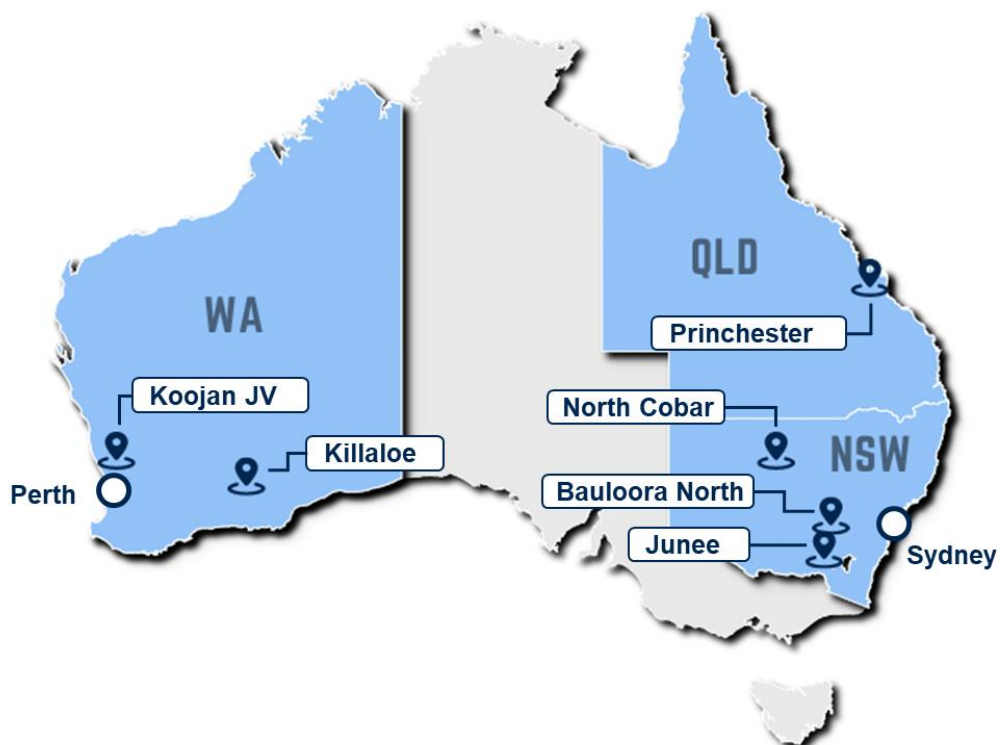 QLD
WA
Princhester
Koojan JV
North Cobar
NSW
Killaloe
Perth
Bauloora North
Junee
Sydney